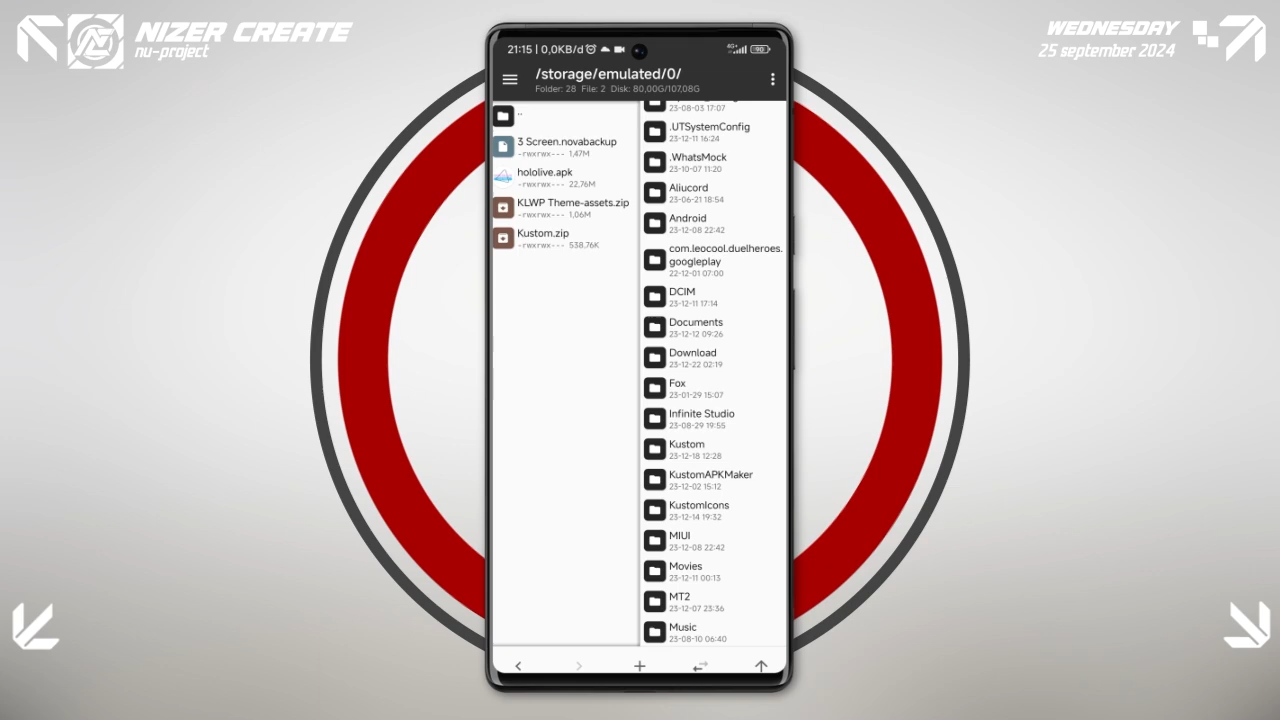 NIZER CREATE
nu-project
WEDNESDAY
25 september 2024
21:15 | 0,0KB/d
4G+
90
/storage/emulated/0/
Folder: 28 File: 2 Disk: 80,00G/107,08G
..
3 Screen.novabackup
-rwxrwx--- 1,47M
hololive.apk
-rwxrwx--- 22,76M
KLWP Theme-assets.zip
-rwxrwx--- 1,06M
Kustom.zip
-rwxrwx--- 538,76K
23-08-03 17:07
.UTSystemConfig
23-12-11 16:24
.WhatsMock
23-10-07 11:20
Aliucord
23-06-21 18:54
Android
23-12-08 22:42
com.leocool.duelheroes.
googleplay
22-12-01 07:00
DCIM
23-12-11 17:14
Documents
23-12-12 09:26
Download
23-12-22 02:19
Fox
23-01-29 15:07
Infinite Studio
23-08-29 19:55
Kustom
23-12-18 12:28
KustomAPKMaker
23-12-02 15:12
KustomIcons
23-12-14 19:32
MIUI
23-12-08 22:42
Movies
23-12-11 00:13
MT2
23-12-07 23:36
Music
23-08-10 06:40